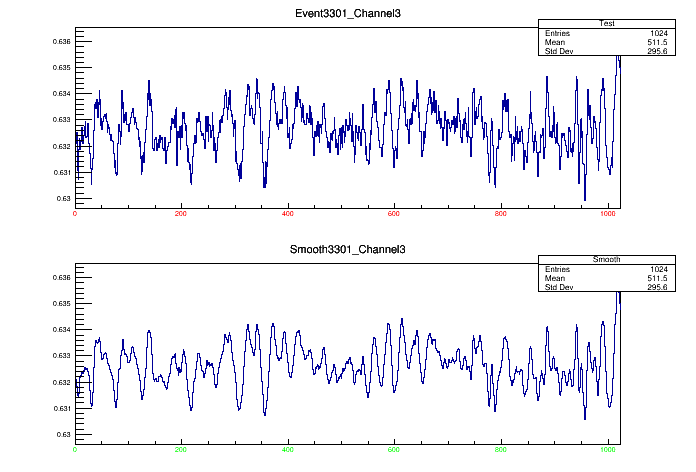 Event3301_Channel3
Test
Entries 1024
Mean 511.5
Std Dev 295.6
0.636
0.635
0.634
0.633
0.632
0.631
0.63
0 200 400 600 800 1000
Smooth3301_Channel3
Smooth
Entries 1024
Mean 511.5
Std Dev 295.6
0.636
0.635
0.634
0.633
0.632
0.631
0.63
0 200 400 600 800 1000